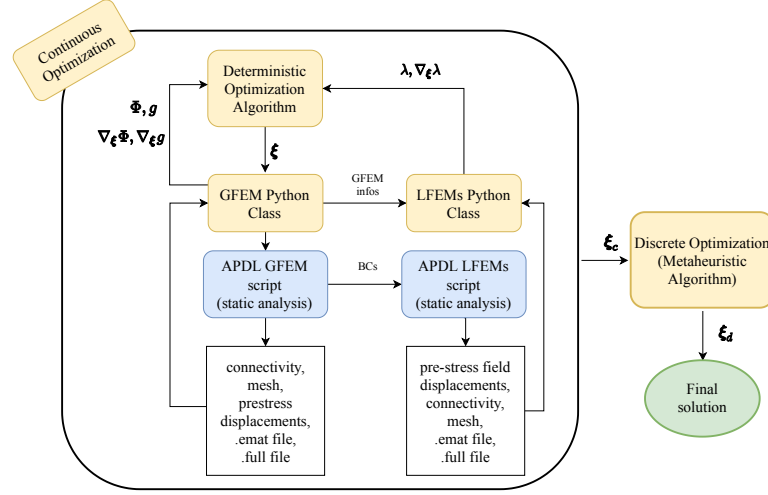 Continuous
Optimization
Deterministic
Optimization
Algorithm
λ, ∇ξλ
Φ, g
∇ξΦ, ∇ξg
ξ
GFEM Python
Class
GFEM
infos
LFEMs Python
Class
APDL GFEM
script
(static analysis)
BCs
APDL LFEMs
script
(static analysis)
connectivity,
mesh,
prestress
displacements,
.emat file,
.full file
pre-stress field
displacements,
connectivity,
mesh,
.emat file,
.full file
ξc
Discrete Optimization
(Metaheuristic
Algorithm)
ξd
Final
solution